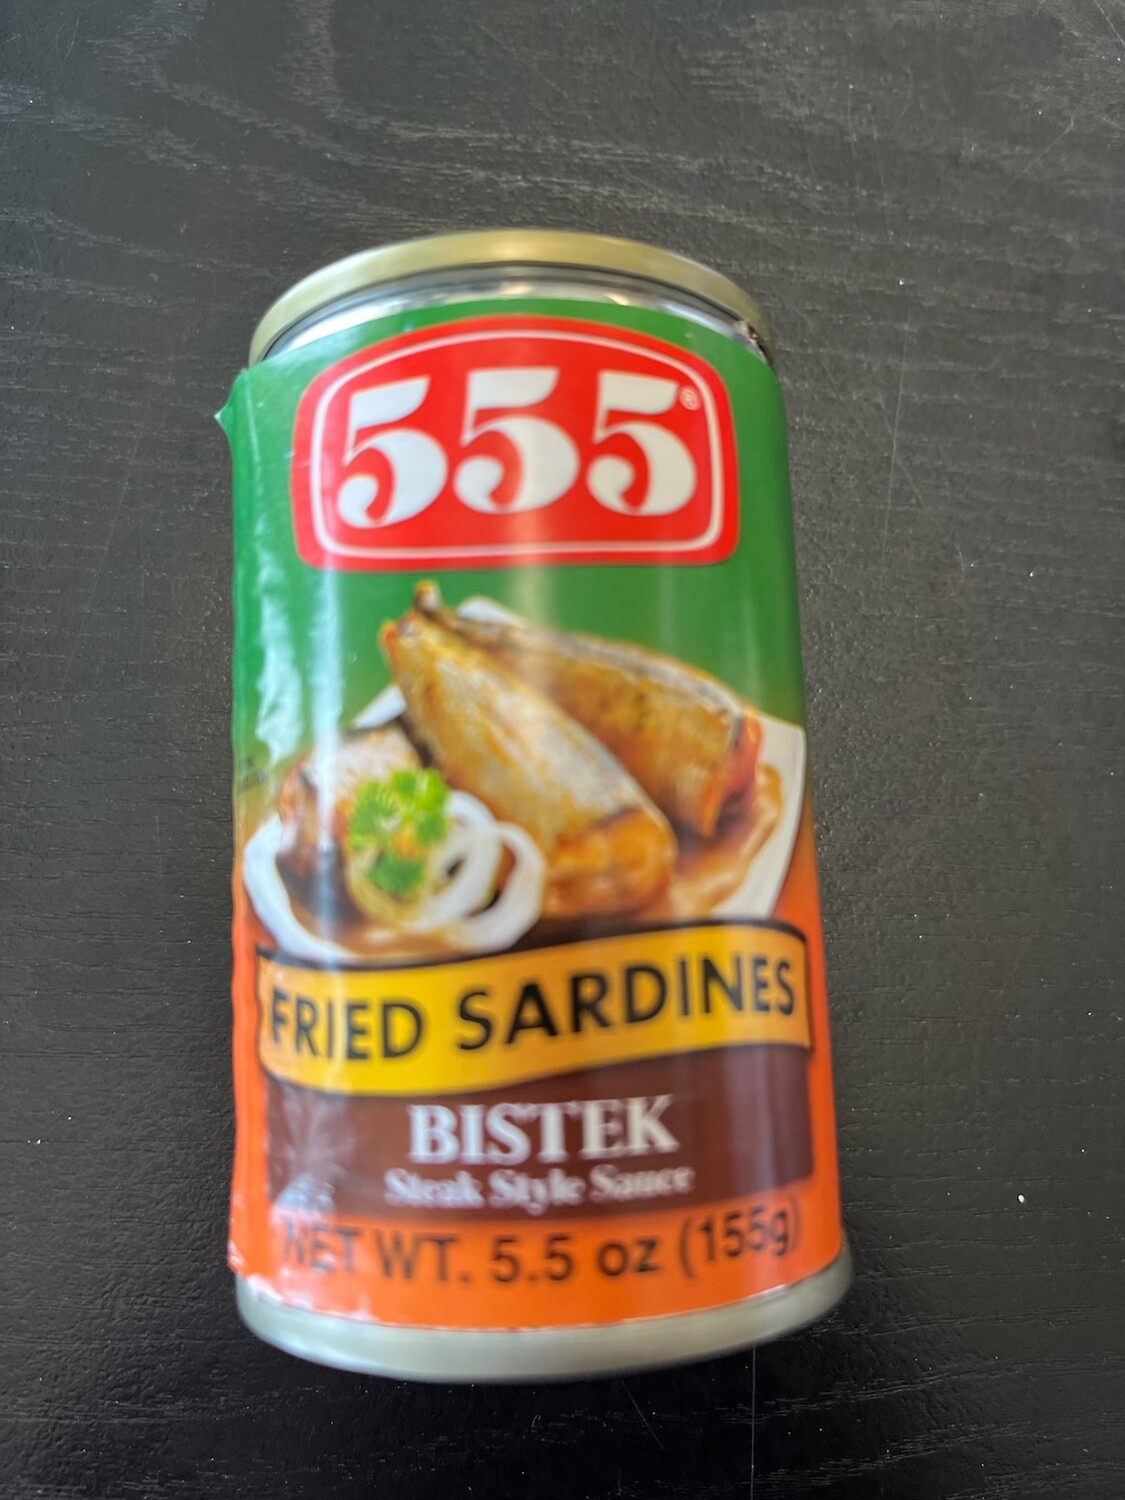 555®
FRIED SARDINES
BISTEK
Steak Style Sauce
NET WT. 5.5 oz (155g)